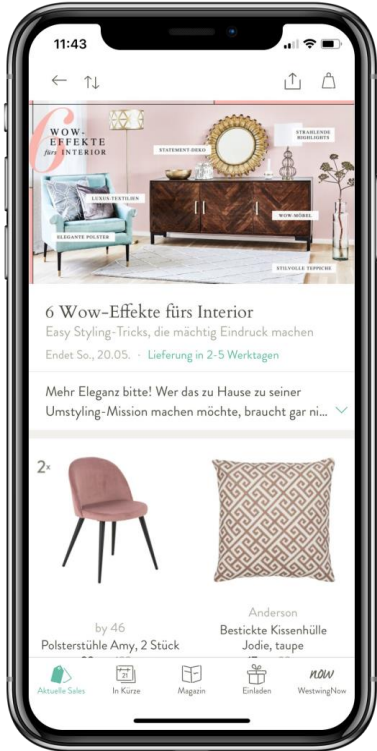 11:43
6
WOW-
EFFEKTE
fürs INTERIOR
STRAHLENDE
HIGHLIGHTS
STATEMENT-DEKO
LUXUS-TEXTILIEN
WOW MÖBEL
ELEGANTE POLSTER
STILVOLLE TEPPICHE
6 Wow-Effekte fürs Interior
Easy Styling-Tricks, die mächtig Eindruck machen
Endet So., 20.05. · Lieferung in 2-5 Werktagen
Mehr Eleganz bitte! Wer das zu Hause zu seiner
Umstyling-Mission machen möchte, braucht gar ni...
2x
by 46
Polsterstühle Amy, 2 Stück
Anderson
Bestickte Kissenhülle
Jodie, taupe
21
Aktuelle Sales
In Kürze
Magazin
Einladen
now
WestwingNow